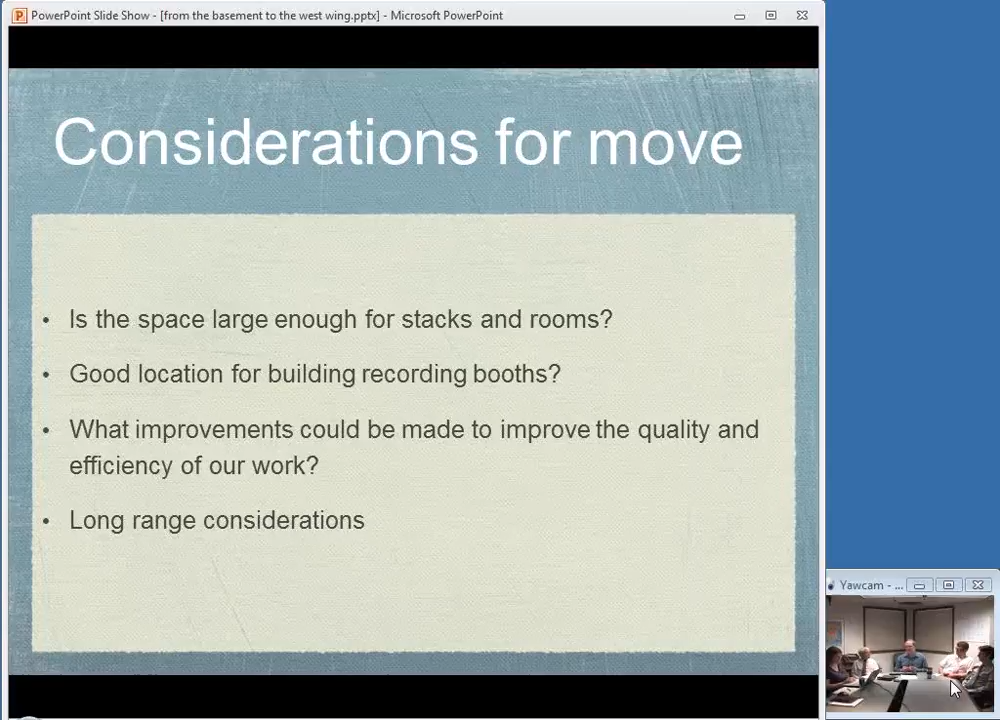 PowerPoint Slide Show - [from the basement to the west wing.pptx] - Microsoft PowerPoint
Considerations for move
• Is the space large enough for stacks and rooms?
• Good location for building recording booths?
• What improvements could be made to improve the quality and
efficiency of our work?
• Long range considerations
Yawcam - ...